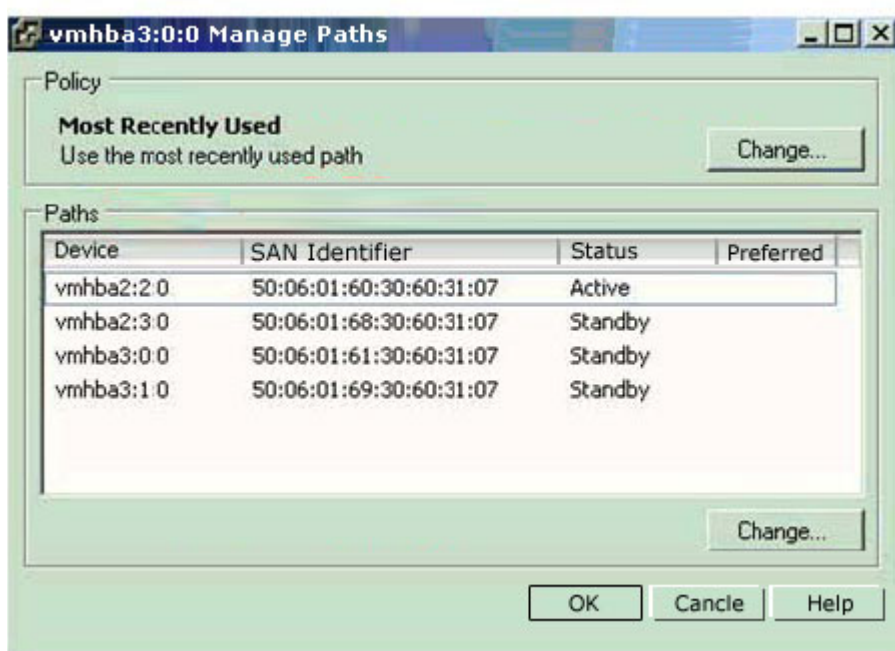 vmhba3:0:0 Manage Paths
Policy
Most Recently Used
Use the most recently used path
Change...
Paths
Device SAN Identifier Status Preferred
vmhba2:2:0 50:06:01:60:30:60:31:07 Active
vmhba2:3:0 50:06:01:68:30:60:31:07 Standby
vmhba3:0:0 50:06:01:61:30:60:31:07 Standby
vmhba3:1:0 50:06:01:69:30:60:31:07 Standby
Change...
OK Cancle Help